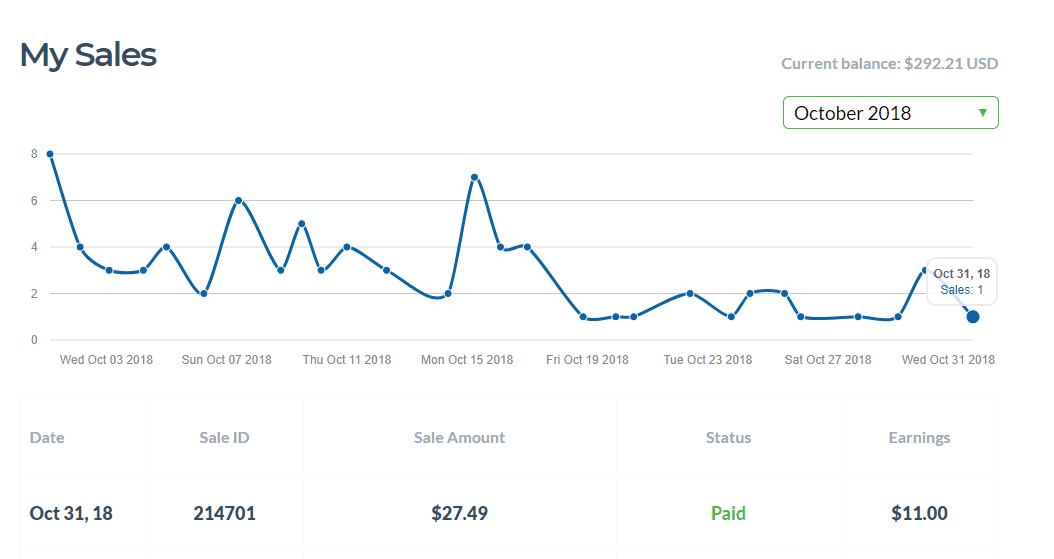 My Sales
Current balance: $292.21 USD
October 2018
8
6
4
2
0
Oct 31, 18
Sales: 1
Wed Oct 03 2018 Sun Oct 07 2018 Thu Oct 11 2018 Mon Oct 15 2018 Fri Oct 19 2018 Tue Oct 23 2018 Sat Oct 27 2018 Wed Oct 31 2018
Date Sale ID Sale Amount Status Earnings
Oct 31, 18 214701 $27.49 Paid $11.00